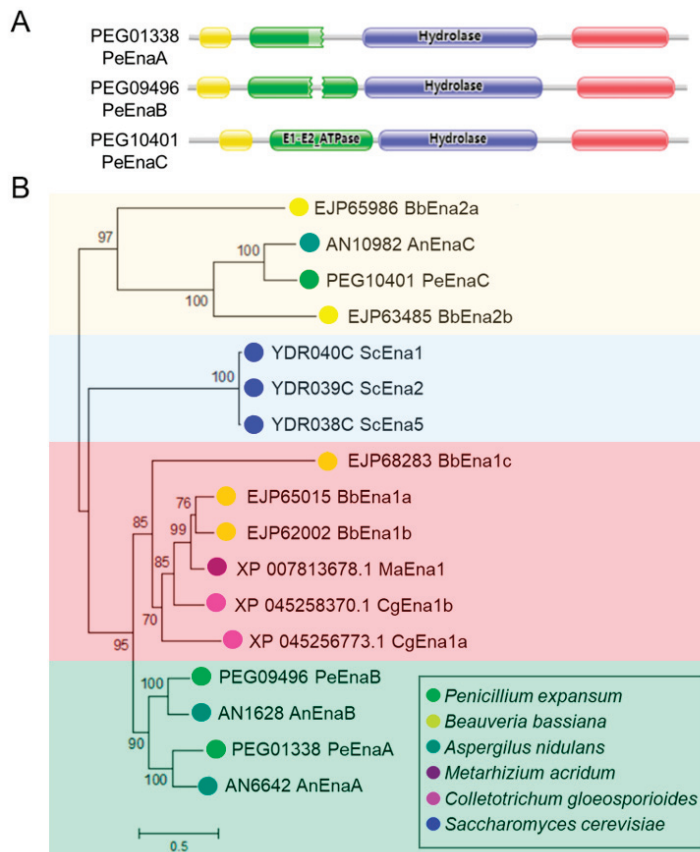 A
PEG01338
PeEnaA
Hydrolase
PEG09496
PeEnaB
Hydrolase
PEG10401
PeEnaC
E1-E2_ATPase
Hydrolase
B
EJP65986 BbEna2a
97
AN10982 AnEnaC
100
PEG10401 PeEnaC
100
EJP63485 BbEna2b
YDR040C ScEna1
100
YDR039C ScEna2
YDR038C ScEna5
EJP68283 BbEna1c
76
EJP65015 BbEna1a
85
99
EJP62002 BbEna1b
85
XP 007813678.1 MaEna1
XP 045258370.1 CgEna1b
70
XP 045256773.1 CgEna1a
95
PEG09496 PeEnaB
100
AN1628 AnEnaB
90
PEG01338 PeEnaA
100
AN6642 AnEnaA
0.5
Penicillium expansum
Beauveria bassiana
Aspergilus nidulans
Metarhizium acridum
Colletotrichum gloeosporioides
Saccharomyces cerevisiae